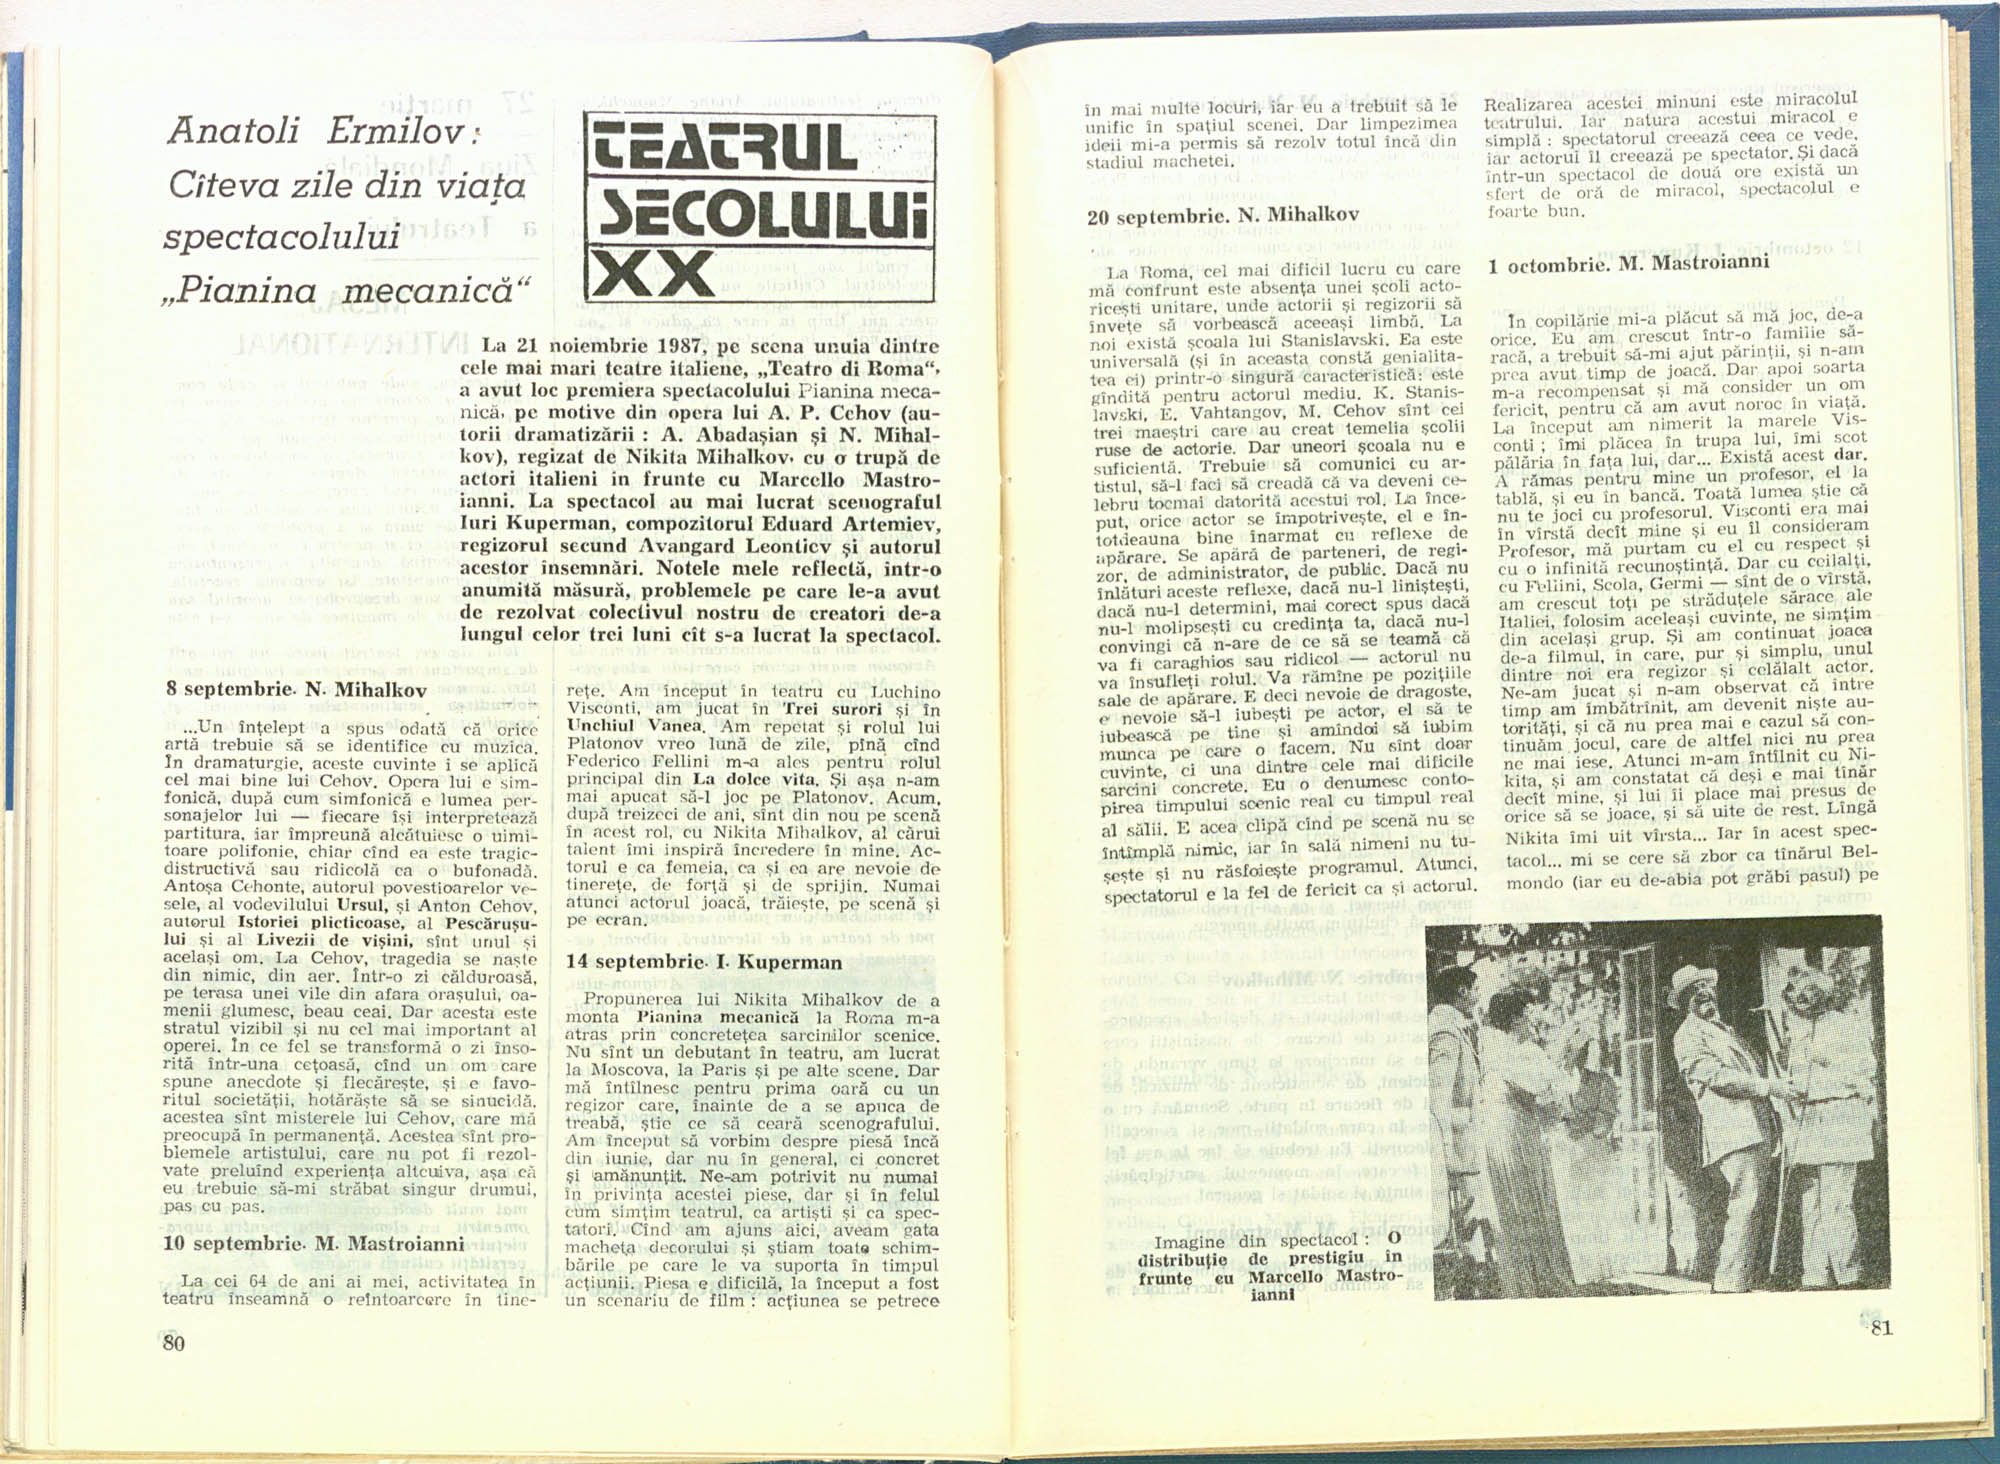 Anatoli Ermilov :
Cîteva zile din viața
spectacolului
„Pianina mecanică“
TEATRUL
SECOLULUI
XX
La 21 noiembrie 1987, pe scena unuia dintre
cele mai mari teatre italiene, „Teatro di Roma“,
a avut loc premiera spectacolului Pianina meca-
nică, pe motive din opera lui A. P. Cehov (au-
torii dramatizării : A. Abadașian și N. Mihal-
kov), regizat de Nikita Mihalkov, cu o trupă de
actori italieni în frunte cu Marcello Mastro-
ianni. La spectacol au mai lucrat scenograful
Iuri Kuperman, compozitorul Eduard Artemiev,
regizorul secund Avangard Leontiev și autorul
acestor însemnări. Notele mele reflectă, într-o
anumită măsură, problemele pe care le-a avut
de rezolvat colectivul nostru de creatori de-a
lungul celor trei luni cît s-a lucrat la spectacol.
8 septembrie. N. Mihalkov
...Un înțelept a spus odată că orice
artă trebuie să se identifice cu muzica.
În dramaturgie, aceste cuvinte i se aplică
cel mai bine lui Cehov. Opera lui e sim-
fonică, după cum simfonică e lumea per-
sonajelor lui — fiecare își interpretează
partitura, iar împreună alcătuiesc o uimi-
toare polifonie, chiar cînd ea este tragic-
distructivă sau ridicolă ca o bufonadă.
Antoșa Cehonte, autorul povestioarelor ve-
sele, al vodevilului Ursul, și Anton Cehov,
autorul Istoriei plicticoase, al Pescărușu-
lui și al Livezii de vișini, sînt unul și
același om. La Cehov, tragedia se naște
din nimic, din aer. Într-o zi călduroasă,
pe terasa unei vile din afara orașului, oa-
menii glumesc, beau ceai. Dar acesta este
stratul vizibil și nu cel mai important al
operei. În ce fel se transformă o zi înso-
rită într-una cețoasă, cînd un om care
spune anecdote și flecărește, și e favo-
ritul societății, hotărăște să se sinucidă,
acestea sînt misterele lui Cehov, care mă
preocupă în permanență. Acestea sînt pro-
blemele artistului, care nu pot fi rezol-
vate preluînd experiența altcuiva, așa că
eu trebuie să-mi străbat singur drumul,
pas cu pas.
10 septembrie. M. Mastroianni
La cei 64 de ani ai mei, activitatea în
teatru înseamnă o reîntoarcere în tine-
rețe. Am început în teatru cu Luchino
Visconti, am jucat în Trei surori și în
Unchiul Vanea. Am repetat și rolul lui
Platonov vreo lună de zile, pînă cînd
Federico Fellini m-a ales pentru rolul
principal din La dolce vita. Și așa n-am
mai apucat să-l joc pe Platonov. Acum,
după treizeci de ani, sînt din nou pe scenă
în acest rol, cu Nikita Mihalkov, al cărui
talent îmi inspiră încredere în mine. Ac-
torul e ca femeia, ca și ea are nevoie de
tinerețe, de forță și de sprijin. Numai
atunci actorul joacă, trăiește, pe scenă și
pe ecran.
14 septembrie. I. Kuperman
Propunerea lui Nikita Mihalkov de a
monta Pianina mecanică la Roma m-a
atras prin concretețea sarcinilor scenice.
Nu sînt un debutant în teatru, am lucrat
la Moscova, la Paris și pe alte scene. Dar
mă întîlnesc pentru prima oară cu un
regizor care, înainte de a se apuca de
treabă, știe ce să ceară scenografului.
Am început să vorbim despre piesă încă
din iunie, dar nu în general, ci concret
și amănunțit. Ne-am potrivit nu numai
în privința acestei piese, dar și în felul
cum simțim teatrul, ca artiști și ca spec-
tatori. Cînd am ajuns aici, aveam gata
macheta decorului și știam toate schim-
bările pe care le va suporta în timpul
acțiunii. Piesa e dificilă, la început a fost
un scenariu de film : acțiunea se petrece
80
în mai multe locuri, iar eu a trebuit să le
unific în spațiul scenei. Dar limpezimea
ideii mi-a permis să rezolv totul încă din
stadiul machetei.
20 septembrie. N. Mihalkov
La Roma, cel mai dificil lucru cu care
mă confrunt este absența unei școli acto-
ricești unitare, unde actorii și regizorii să
învețe să vorbească aceeași limbă. La
noi există școala lui Stanislavski. Ea este
universală (și în aceasta constă genialita-
tea ei) printr-o singură caracteristică: este
gîndită pentru actorul mediu. K. Stanis-
lavski, E. Vahtangov, M. Cehov sînt cei
trei maeștri care au creat temelia școlii
ruse de actorie. Dar uneori școala nu e
suficientă. Trebuie să comunici cu ar-
tistul, să-l faci să creadă că va deveni ce-
lebru tocmai datorită acestui rol. La înce-
put, orice actor se împotrivește, el e în-
totdeauna bine înarmat cu reflexe de
apărare. Se apără de parteneri, de regi-
zor, de administrator, de public. Dacă nu
înlături aceste reflexe, dacă nu-l liniștești,
dacă nu-l determini, mai corect spus dacă
nu-l molipsești cu credința ta, dacă nu-l
convingi că n-are de ce să se teamă că
va fi caraghios sau ridicol — actorul nu
va însufleți rolul. Va rămîne pe pozițiile
sale de apărare. E deci nevoie de dragoste,
e nevoie să-l iubești pe actor, el să te
iubească pe tine și amîndoi să iubim
munca pe care o facem. Nu sînt doar
cuvinte, ci una dintre cele mai dificile
sarcini concrete. Eu o denumesc conto-
pirea timpului scenic real cu timpul real
al sălii. E acea clipă cînd pe scenă nu se
întîmplă nimic, iar în sală nimeni nu tu-
șește și nu răsfoiește programul. Atunci,
spectatorul e la fel de fericit ca și actorul.
Realizarea acestei minuni este miracolul
teatrului. Iar natura acestui miracol e
simplă : spectatorul creează ceea ce vede,
iar actorul îl creează pe spectator. Și dacă
într-un spectacol de două ore există un
sfert de oră de miracol, spectacolul e
foarte bun.
1 octombrie. M. Mastroianni
În copilărie mi-a plăcut să mă joc, de-a
orice. Eu am crescut într-o familie să-
racă, a trebuit să-mi ajut părinții, și n-am
prea avut timp de joacă. Dar apoi soarta
m-a recompensat și mă consider un om
fericit, pentru că am avut noroc în viață.
La început am nimerit la marele Vis-
conti ; îmi plăcea în trupa lui, îmi scot
pălăria în fața lui, dar... Există acest dar.
A rămas pentru mine un profesor, el la
tablă, și eu în bancă. Toată lumea știe că
nu te joci cu profesorul. Visconti era mai
în vîrstă decît mine și eu îl consideram
Profesor, mă purtam cu el cu respect și
cu o infinită recunoștință. Dar cu ceilalți,
cu Fellini, Scola, Germi — sînt de o vîrstă,
am crescut toți pe străduțele sărace ale
Italiei, folosim aceleași cuvinte, ne simțim
din același grup. Și am continuat joaca
de-a filmul, în care, pur și simplu, unul
dintre noi era regizor și celălalt actor.
Ne-am jucat și n-am observat că între
timp am îmbătrînit, am devenit niște au-
torități, și că nu prea mai e cazul să con-
tinuăm jocul, care de altfel nici nu prea
ne mai iese. Atunci m-am întîlnit cu Ni-
kita, și am constatat că deși e mai tînăr
decît mine, și lui îi place mai presus de
orice să se joace, și să uite de rest. Lîngă
Nikita îmi uit vîrsta... Iar în acest spec-
tacol... mi se cere să zbor ca tînărul Bel-
mondo (iar eu de-abia pot grăbi pasul) pe
Imagine din spectacol : O
distribuție de prestigiu în
frunte cu Marcello Mastro-
ianni
81